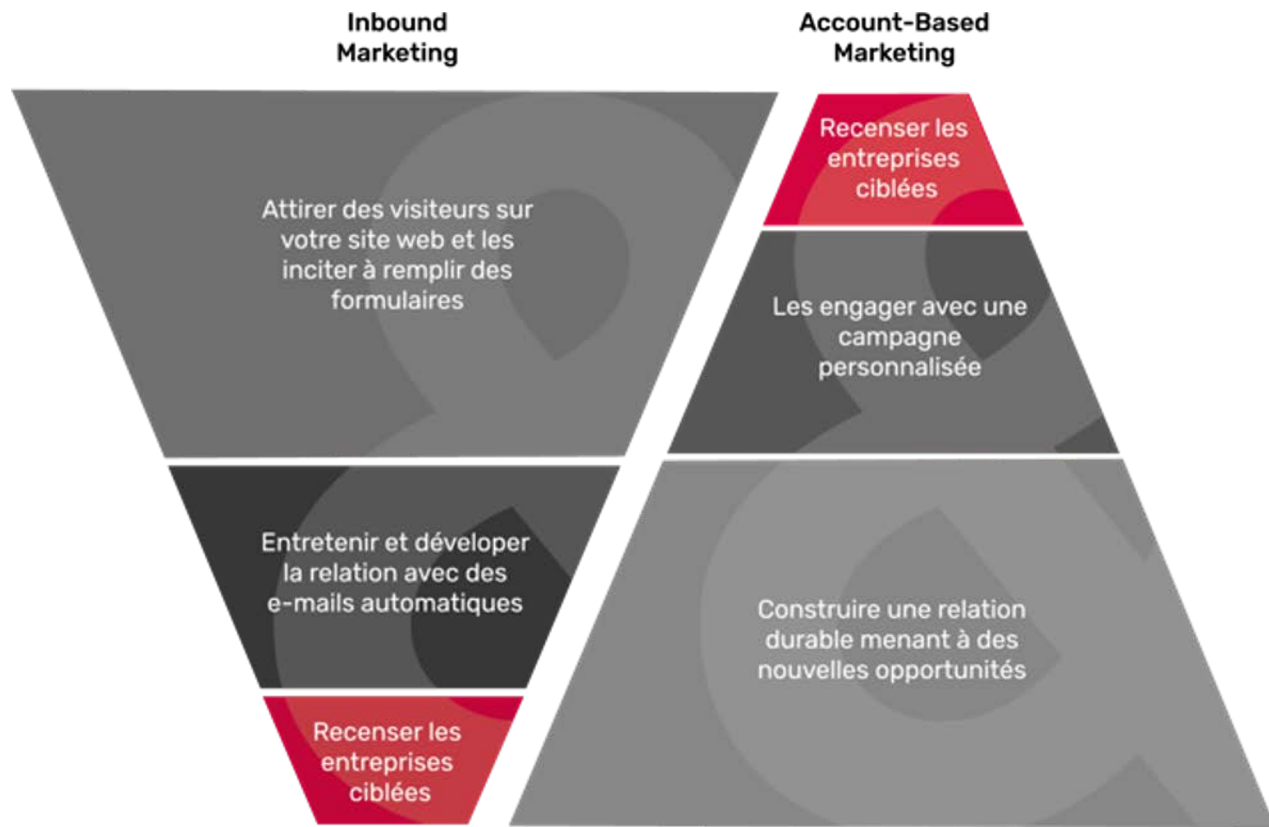 Inbound
Marketing
Attirer des visiteurs sur
votre site web et les
inciter à remplir des
formulaires
Entretenir et développer
la relation avec des
e-mails automatiques
Recenser les
entreprises
ciblées
Account-Based
Marketing
Recenser les
entreprises
ciblées
Les engager avec une
campagne
personnalisée
Construire une relation
durable menant à des
nouvelles opportunités